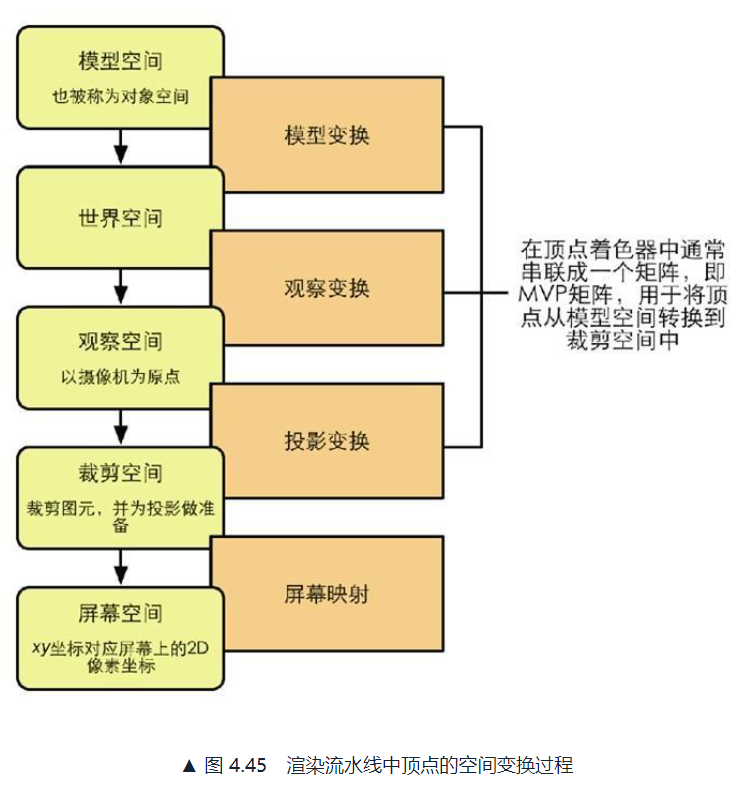 模型空间
也被称为对象空间
模型变换
世界空间
观察变换
在顶点着色器中通常
串联成一个矩阵，即
MVP矩阵，用于将顶
点从模型空间转换到
裁剪空间中
观察空间
以摄像机为原点
投影变换
裁剪空间
裁剪图元，并为投影做准
备
屏幕映射
屏幕空间
xy坐标对应屏幕上的2D
像素坐标
▲ 图 4.45 渲染流水线中顶点的空间变换过程